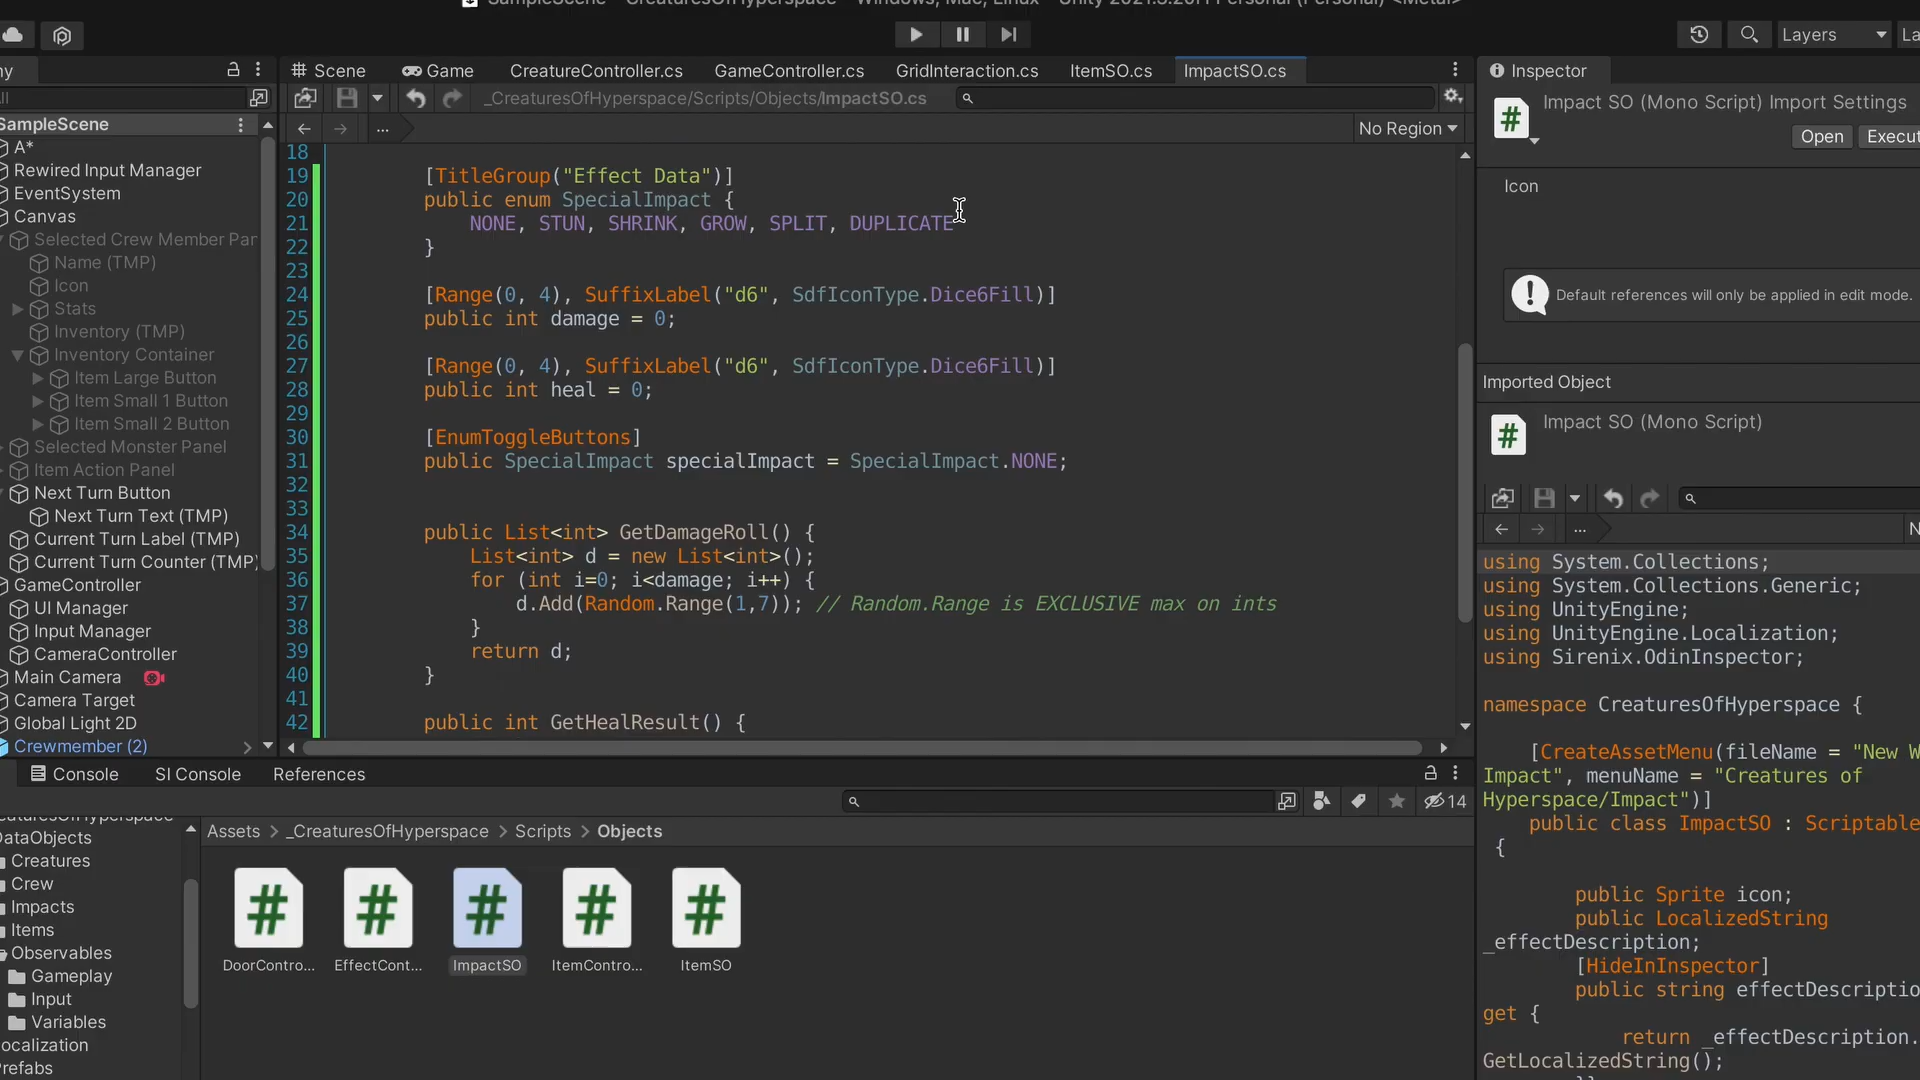 Layers
Scene
Game
CreatureController.cs
GameController.cs
GridInteraction.cs
ItemSO.cs
ImpactSO.cs
Inspector
_CreaturesOfHyperspace/Scripts/Objects/ImpactSO.cs
Impact SO (Mono Script) Import Settings
Open
Execut
No Region
Icon
Default references will only be applied in edit mode.
Imported Object
Impact SO (Mono Script)
SampleScene
A*
Rewired Input Manager
EventSystem
Canvas
Selected Crew Member Par
Name (TMP)
Icon
Stats
Inventory (TMP)
Inventory Container
Item Large Button
Item Small 1 Button
Item Small 2 Button
Selected Monster Panel
Item Action Panel
Next Turn Button
Next Turn Text (TMP)
Current Turn Label (TMP)
Current Turn Counter (TMP)
GameController
UI Manager
Input Manager
CameraController
Main Camera
Camera Target
Global Light 2D
Crewmember (2)
18
19 [TitleGroup("Effect Data")]
20 public enum SpecialImpact {
21 NONE, STUN, SHRINK, GROW, SPLIT, DUPLICATE
22 }
23
24 [Range(0, 4), SuffixLabel("d6", SdfIconType.Dice6Fill)]
25 public int damage = 0;
26
27 [Range(0, 4), SuffixLabel("d6", SdfIconType.Dice6Fill)]
28 public int heal = 0;
29
30 [EnumToggleButtons]
31 public SpecialImpact specialImpact = SpecialImpact.NONE;
32
33
34 public List<int> GetDamageRoll() {
35 List<int> d = new List<int>();
36 for (int i=0; i<damage; i++) {
37 d.Add(Random.Range(1,7)); // Random.Range is EXCLUSIVE max on ints
38 }
39 return d;
40 }
41
42 public int GetHealResult() {
using System.Collections;
using System.Collections.Generic;
using UnityEngine;
using UnityEngine.Localization;
using Sirenix.OdinInspector;
namespace CreaturesOfHyperspace {
[CreateAssetMenu(fileName = "New W
Impact", menuName = "Creatures of
Hyperspace/Impact")]
public class ImpactSO : Scriptable
{
public Sprite icon;
public LocalizedString
_effectDescription;
[HideInInspector]
public string effectDescriptio
get {
return _effectDescription.
GetLocalizedString();
Console
SI Console
References
14
Assets > _CreaturesOfHyperspace > Scripts > Objects
DataObjects
Creatures
Crew
Impacts
Items
Observables
Gameplay
Input
Variables
ocalization
refabs
DoorContro...
EffectCont...
ImpactSO
ItemContro...
ItemSO